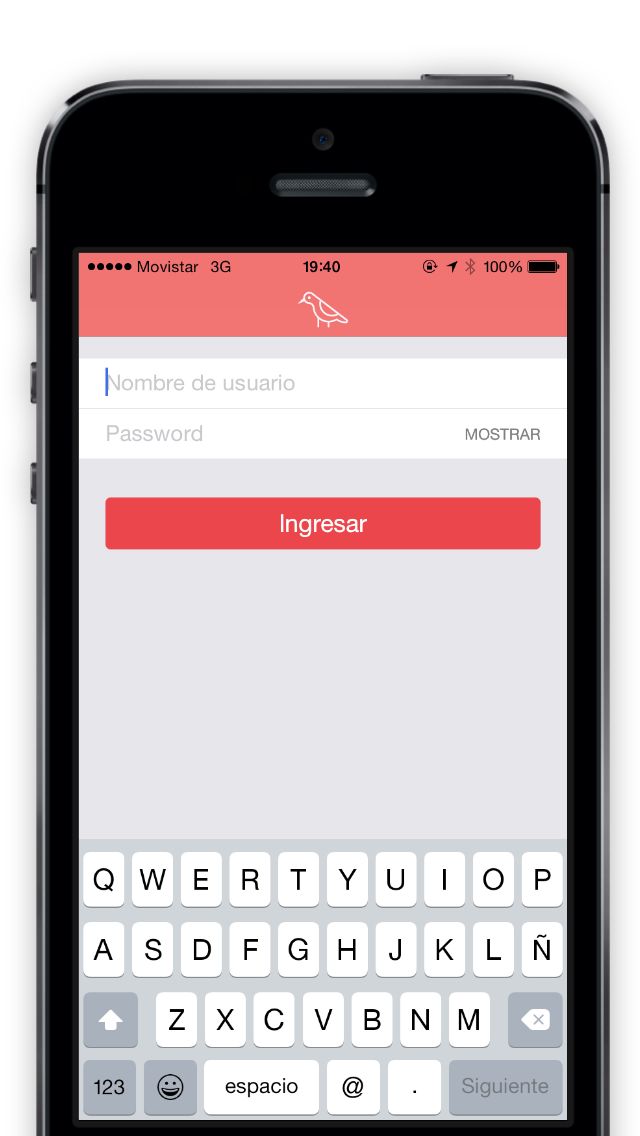 Movistar 3G 19:40 100%
Nombre de usuario
Password MOSTRAR
Ingresar
Q W E R T Y U I O P
A S D F G H J K L Ñ
Z X C V B N M
123 espacio @ . Siguiente